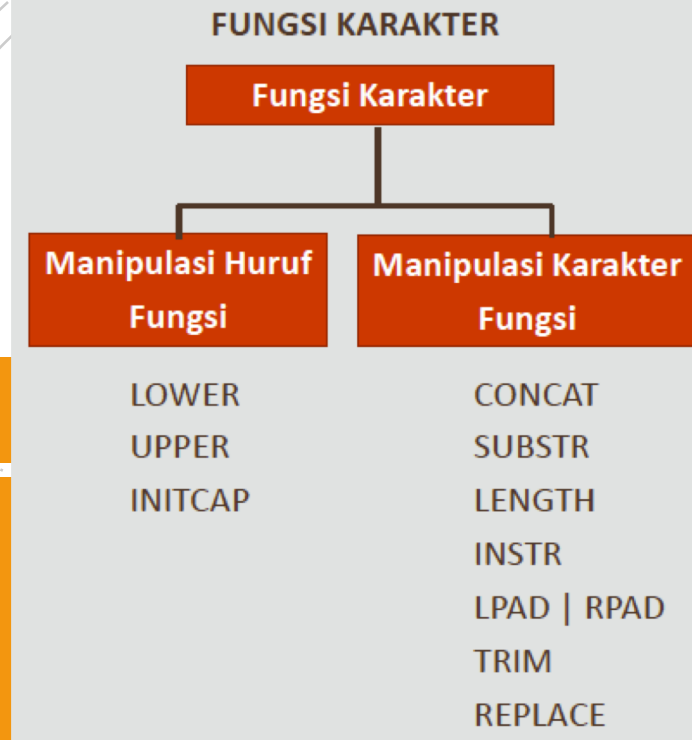 FUNGSI KARAKTER
Fungsi Karakter
Manipulasi Huruf
Fungsi
Manipulasi Karakter
Fungsi
LOWER
UPPER
INITCAP
CONCAT
SUBSTR
LENGTH
INSTR
LPAD | RPAD
TRIM
REPLACE